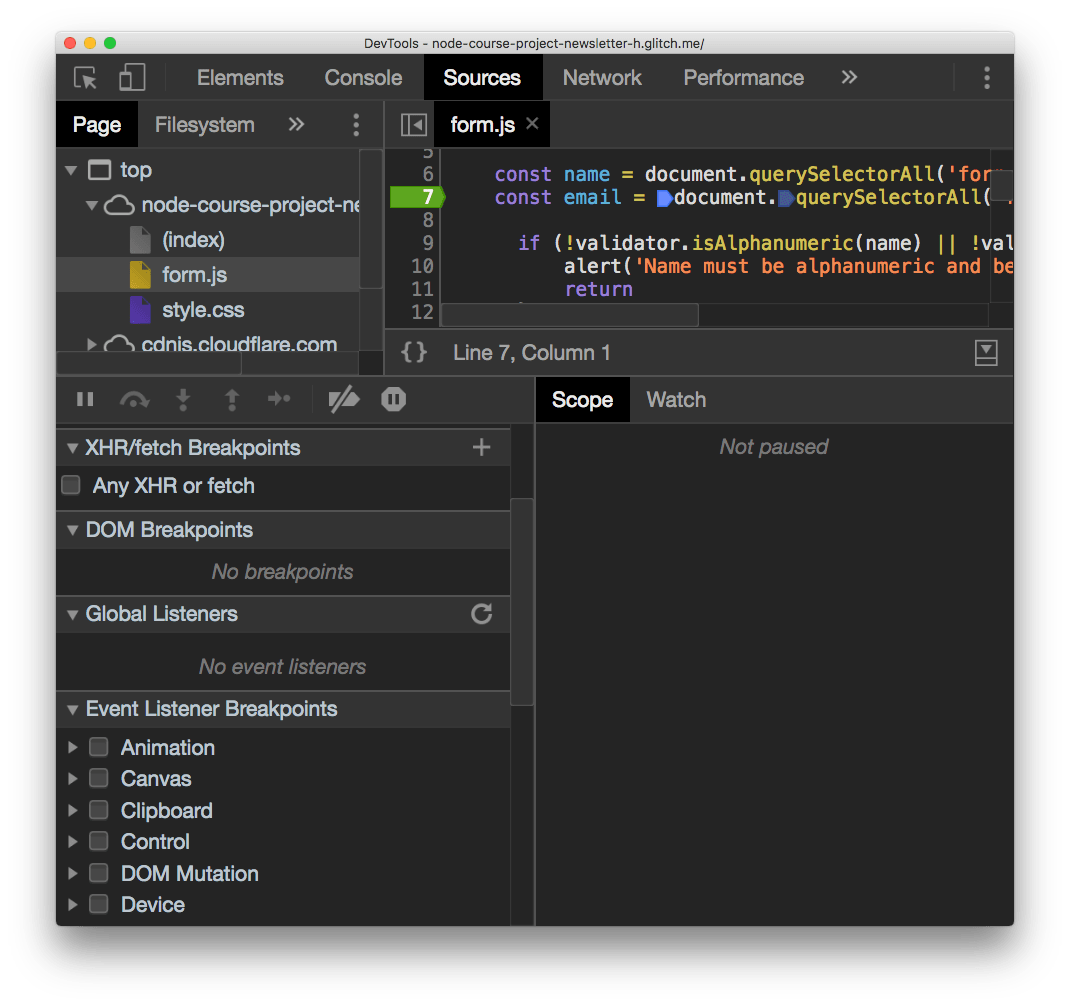 DevTools - node-course-project-newsletter-h.glitch.me/
Elements Console Sources Network Performance »
Page Filesystem »
form.js ×
top
node-course-project-ne
(index)
form.js
style.css
cdnjs.cloudflare.com
5
6 const name = document.querySelectorAll('for
7 const email = document.querySelectorAll(
8
9 if (!validator.isAlphanumeric(name) || !val
10 alert('Name must be alphanumeric and be
11 return
12
{} Line 7, Column 1
Scope Watch
Not paused
XHR/fetch Breakpoints +
Any XHR or fetch
DOM Breakpoints
No breakpoints
Global Listeners
No event listeners
Event Listener Breakpoints
Animation
Canvas
Clipboard
Control
DOM Mutation
Device